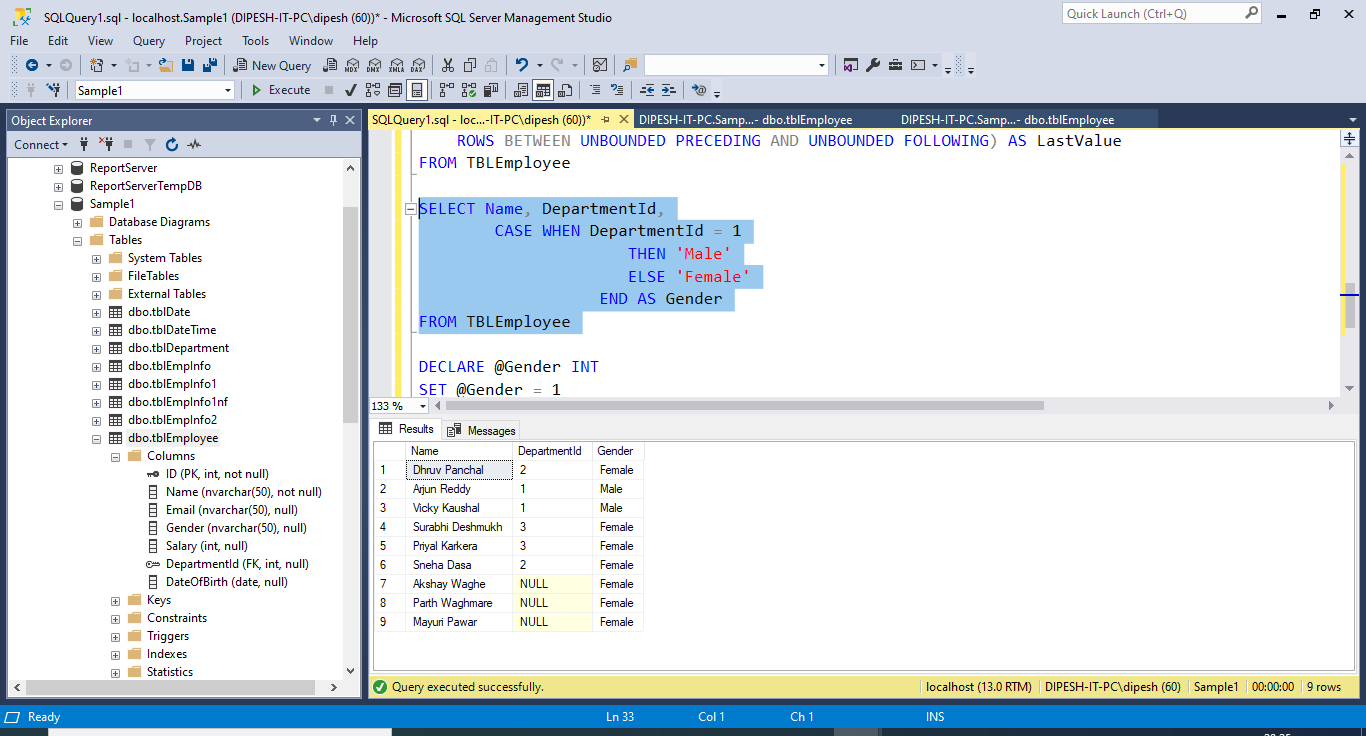 SQLQuery1.sql - localhost.Sample1 (DIPESH-IT-PC\dipesh (60))* - Microsoft SQL Server Management Studio
Quick Launch (Ctrl+Q)
File Edit View Query Project Tools Window Help
New Query MDX DMX XMLA DAX
Sample1 Execute
Object Explorer
Connect
ReportServer
ReportServerTempDB
Sample1
Database Diagrams
Tables
System Tables
FileTables
External Tables
dbo.tblDate
dbo.tblDateTime
dbo.tblDepartment
dbo.tblEmpInfo
dbo.tblEmpInfo1
dbo.tblEmpInfo1nf
dbo.tblEmpInfo2
dbo.tblEmployee
Columns
ID (PK, int, not null)
Name (nvarchar(50), not null)
Email (nvarchar(50), null)
Gender (nvarchar(50), null)
Salary (int, null)
DepartmentId (FK, int, null)
DateOfBirth (date, null)
Keys
Constraints
Triggers
Indexes
Statistics
SQLQuery1.sql - loc...-IT-PC\dipesh (60))* DIPESH-IT-PC.Samp...- dbo.tblEmployee DIPESH-IT-PC.Samp...- dbo.tblEmployee
ROWS BETWEEN UNBOUNDED PRECEDING AND UNBOUNDED FOLLOWING) AS LastValue
FROM TBLEmployee
SELECT Name, DepartmentId,
CASE WHEN DepartmentId = 1
THEN 'Male'
ELSE 'Female'
END AS Gender
FROM TBLEmployee
DECLARE @Gender INT
SET @Gender = 1
133 %
Results Messages
Name DepartmentId Gender
1 Dhruv Panchal 2 Female
2 Arjun Reddy 1 Male
3 Vicky Kaushal 1 Male
4 Surabhi Deshmukh 3 Female
5 Priyal Karkera 3 Female
6 Sneha Dasa 2 Female
7 Akshay Waghe NULL Female
8 Parth Waghmare NULL Female
9 Mayuri Pawar NULL Female
Query executed successfully. localhost (13.0 RTM) DIPESH-IT-PC\dipesh (60) Sample1 00:00:00 9 rows
Ready Ln 33 Col 1 Ch 1 INS